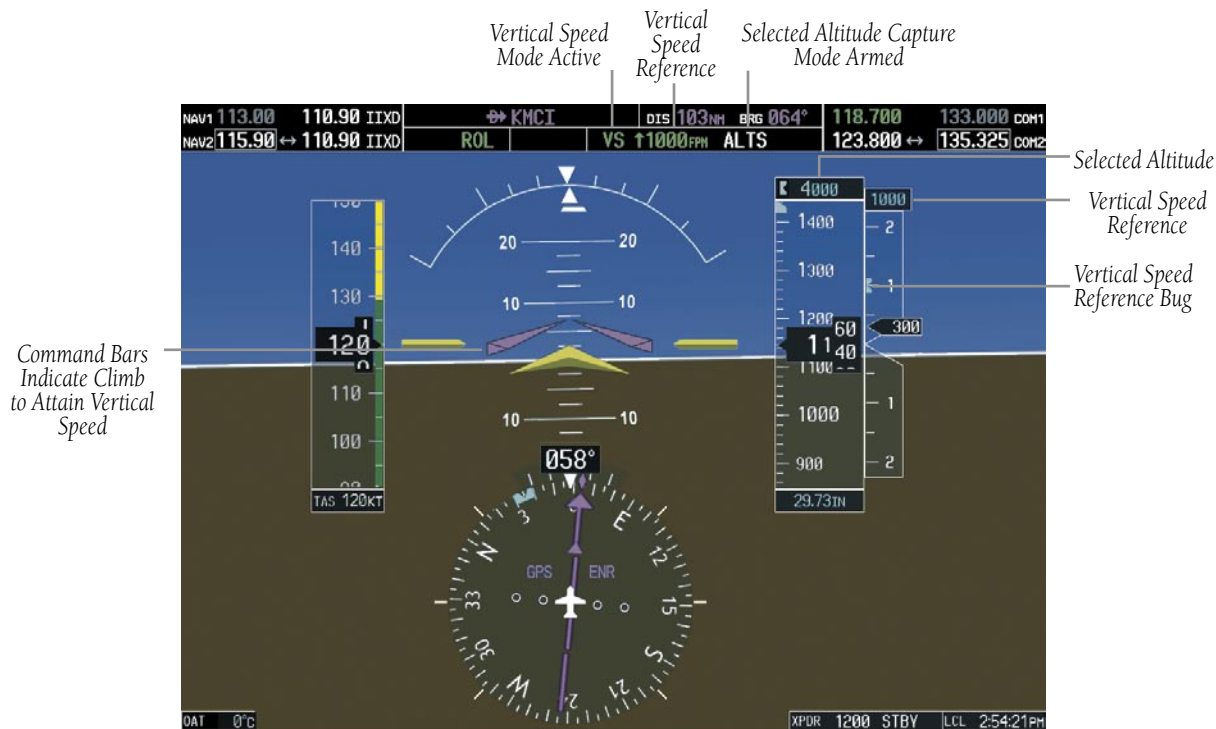 Vertical Speed
Mode Active
Vertical
Speed
Reference
Selected Altitude Capture
Mode Armed
NAV1 113.00 110.90 IIXD
NAV2 115.90 ↔ 110.90 IIXD
KMCI
DIS 103NM BRG 064°
ROL VS ↑1000FPM ALTS
118.700 133.000 COM1
123.800 ↔ 135.325 COM2
Selected Altitude
Vertical Speed
Reference
Vertical Speed
Reference Bug
Command Bars
Indicate Climb
to Attain Vertical
Speed
140
130
120
110
100
TAS 120KT
20 20
10 10
10 10
4000
1400
1300
1200
11 60
40
1100
1000
900
29.73IN
1000
2
1
300
1
2
058°
N 3 E 12 15 S 21 24 W 30 33
GPS ENR
OAT 0°C
XPDR 1200 STBY LCL 2:54:21PM